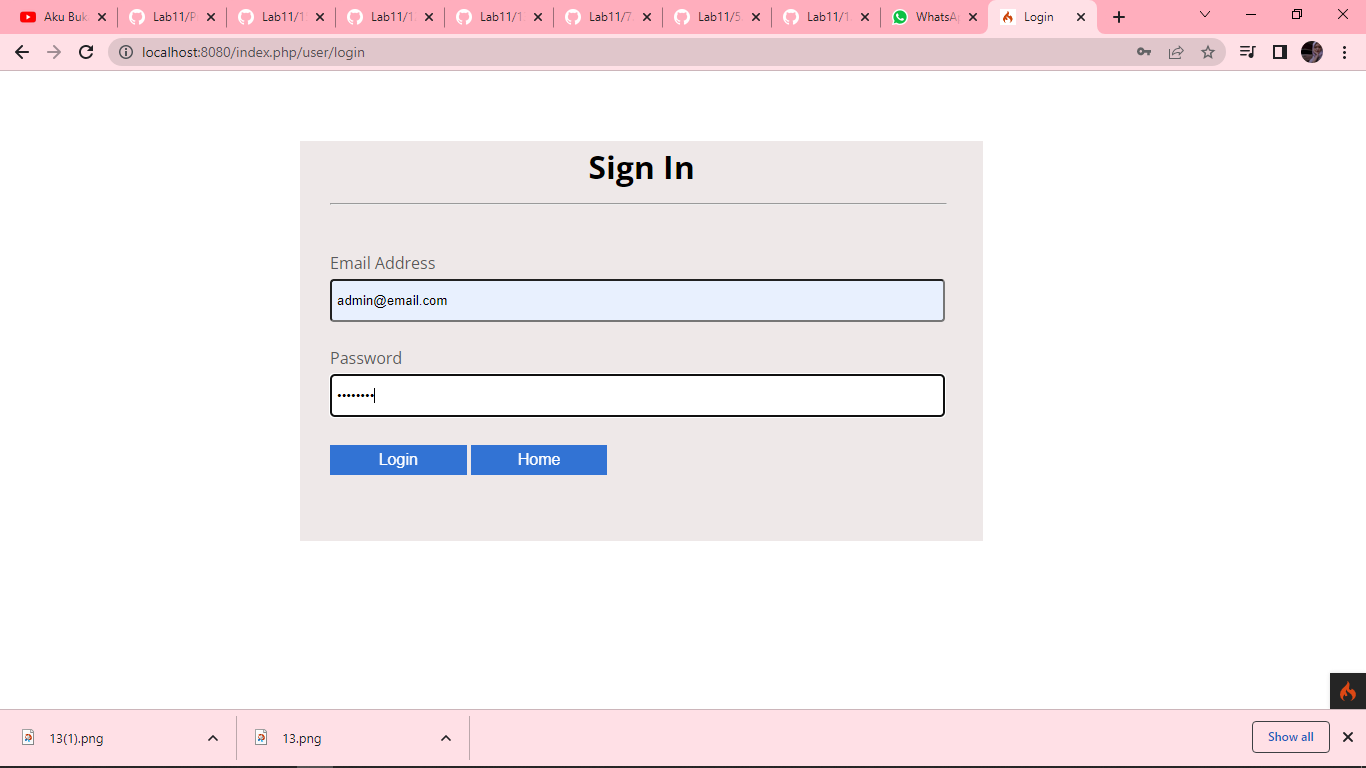 Aku Buk
Lab11/P
Lab11/1
Lab11/1
Lab11/1
Lab11/7
Lab11/5
Lab11/1
WhatsA
Login
localhost:8080/index.php/user/login
Sign In
Email Address
admin@email.com
Password
••••••••
Login Home
13(1).png
13.png
Show all